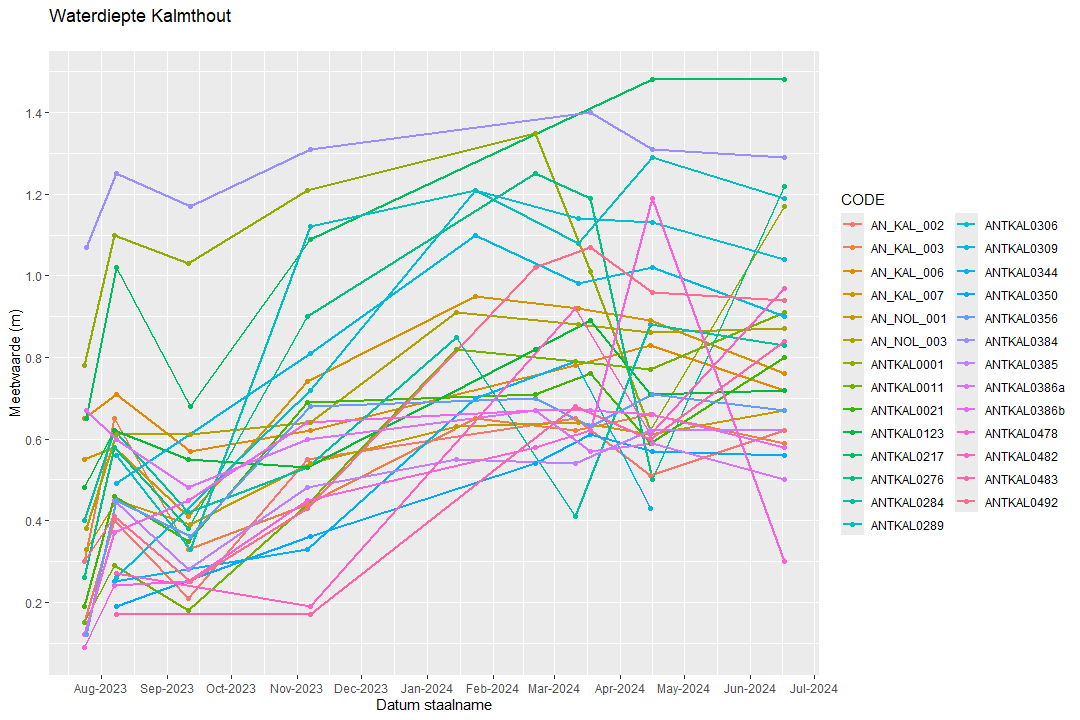 Waterdiepte Kalmthout
Meetwaarde (m)
1.4
1.2
1.0
0.8
0.6
0.4
0.2
Aug-2023 Sep-2023 Oct-2023 Nov-2023 Dec-2023 Jan-2024 Feb-2024 Mar-2024 Apr-2024 May-2024 Jun-2024 Jul-2024
Datum staalname
CODE
AN_KAL_002
AN_KAL_003
AN_KAL_006
AN_KAL_007
AN_NOL_001
AN_NOL_003
ANTKAL0001
ANTKAL0011
ANTKAL0021
ANTKAL0123
ANTKAL0217
ANTKAL0276
ANTKAL0284
ANTKAL0289
ANTKAL0306
ANTKAL0309
ANTKAL0344
ANTKAL0350
ANTKAL0356
ANTKAL0384
ANTKAL0385
ANTKAL0386a
ANTKAL0386b
ANTKAL0478
ANTKAL0482
ANTKAL0483
ANTKAL0492